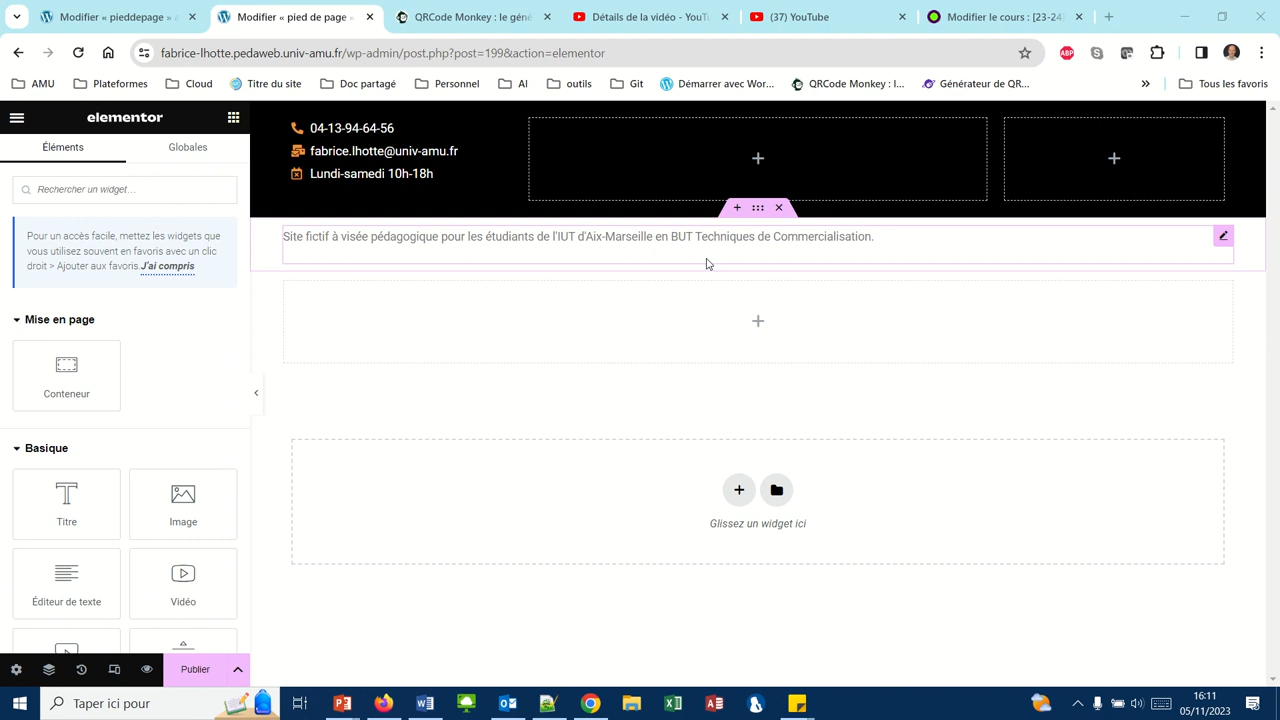 Modifier « pieddepage » ‹
Modifier « pied de page »
QRCode Monkey : le géné
Détails de la vidéo - YouTu
(37) YouTube
Modifier le cours : [23-24
fabrice-lhotte.pedaweb.univ-amu.fr/wp-admin/post.php?post=199&action=elementor
AMU
Plateformes
Cloud
Titre du site
Doc partagé
Personnel
AI
outils
Git
Démarrer avec Wor...
QRCode Monkey : l...
Générateur de QR...
Tous les favoris
elementor
Éléments
Globales
Rechercher un widget…
Pour un accès facile, mettez les widgets que
vous utilisez souvent en favoris avec un clic
droit > Ajouter aux favoris. J'ai compris
Mise en page
Conteneur
Basique
Titre
Image
Éditeur de texte
Vidéo
Publier
04-13-94-64-56
fabrice.lhotte@univ-amu.fr
Lundi-samedi 10h-18h
Site fictif à visée pédagogique pour les étudiants de l'IUT d'Aix-Marseille en BUT Techniques de Commercialisation.
Glissez un widget ici
Taper ici pour
16:11
05/11/2023